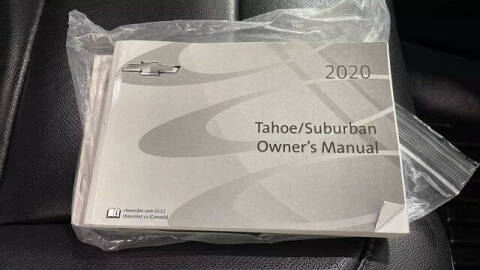 2020
Tahoe/Suburban
Owner's Manual
chevrolet.com (U.S.)
chevrolet.ca (Canada)